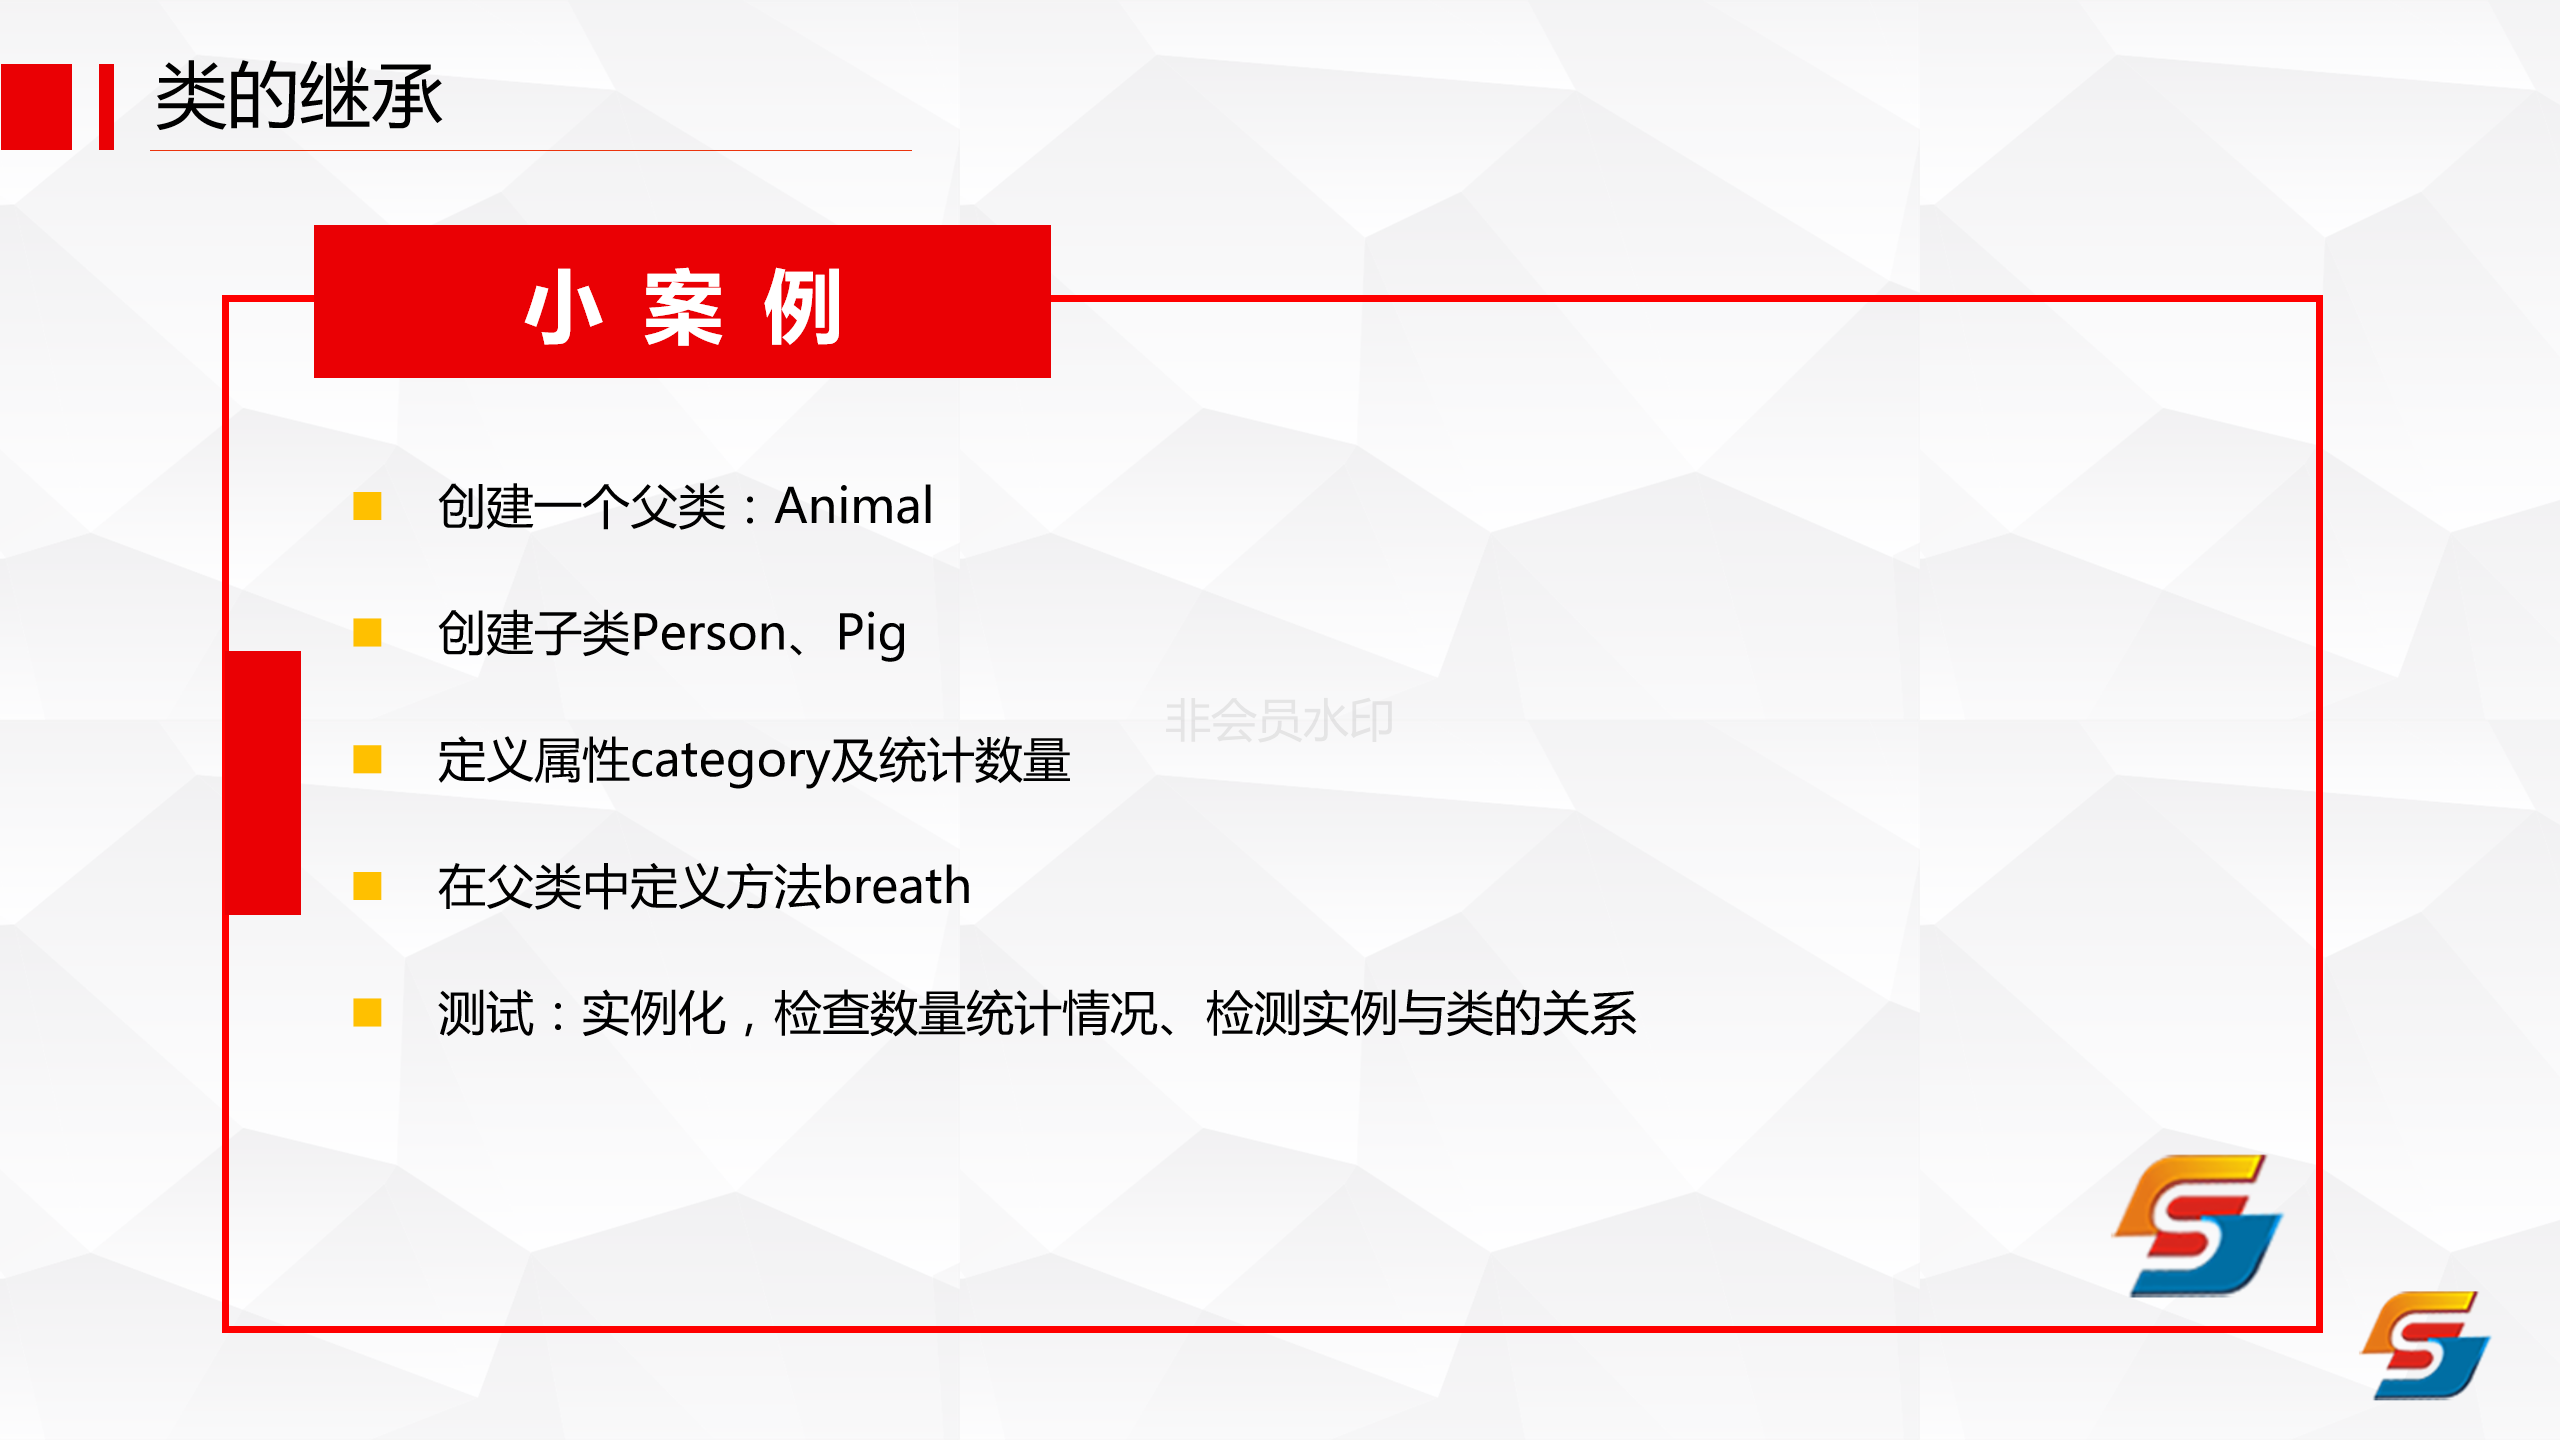 类的继承
小 案 例
创建一个父类：Animal
创建子类Person、Pig
定义属性category及统计数量
非会员水印
在父类中定义方法breath
测试：实例化，检查数量统计情况、检测实例与类的关系